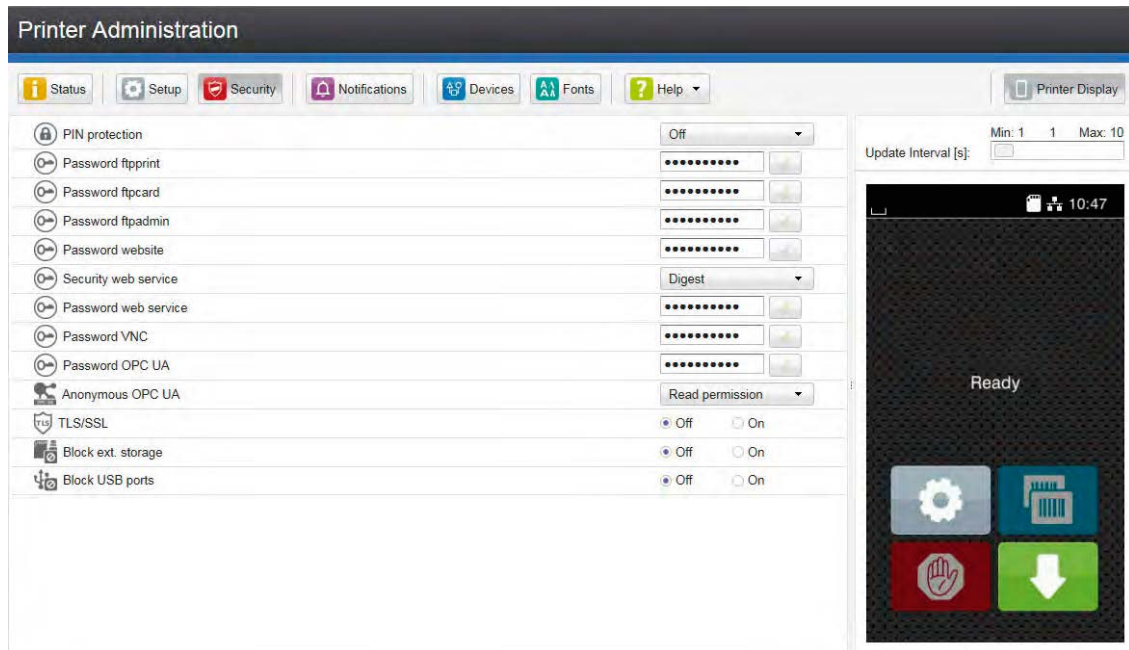 Printer Administration
Status Setup Security Notifications Devices Fonts Help Printer Display
PIN protection Off
Password ftpprint ••••••••••
Password ftpcard ••••••••••
Password ftpadmin ••••••••••
Password website ••••••••••
Security web service Digest
Password web service ••••••••••
Password VNC ••••••••••
Password OPC UA ••••••••••
Anonymous OPC UA Read permission
TLS/SSL Off On
Block ext. storage Off On
Block USB ports Off On
Min: 1 1 Max: 10
Update Interval [s]:
10:47
Ready